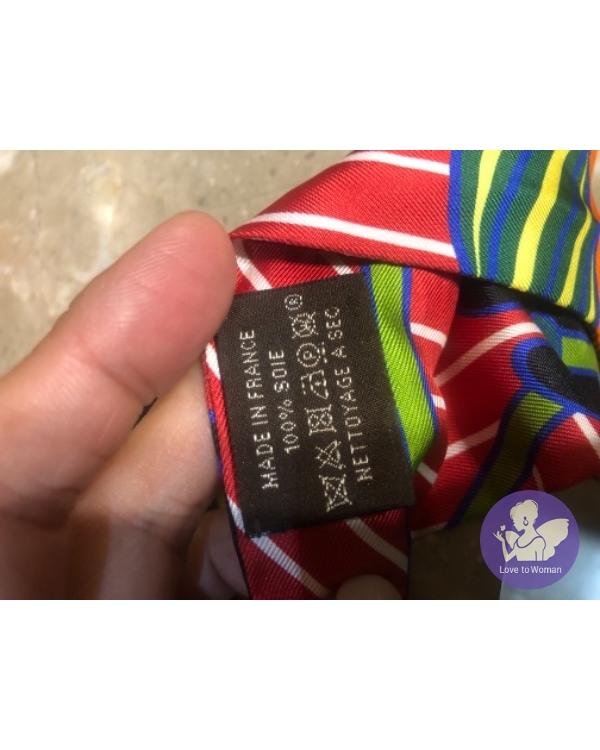 MADE IN FRANCE
100% SOIE
NETTOYAGE A SEC
Love to Woman